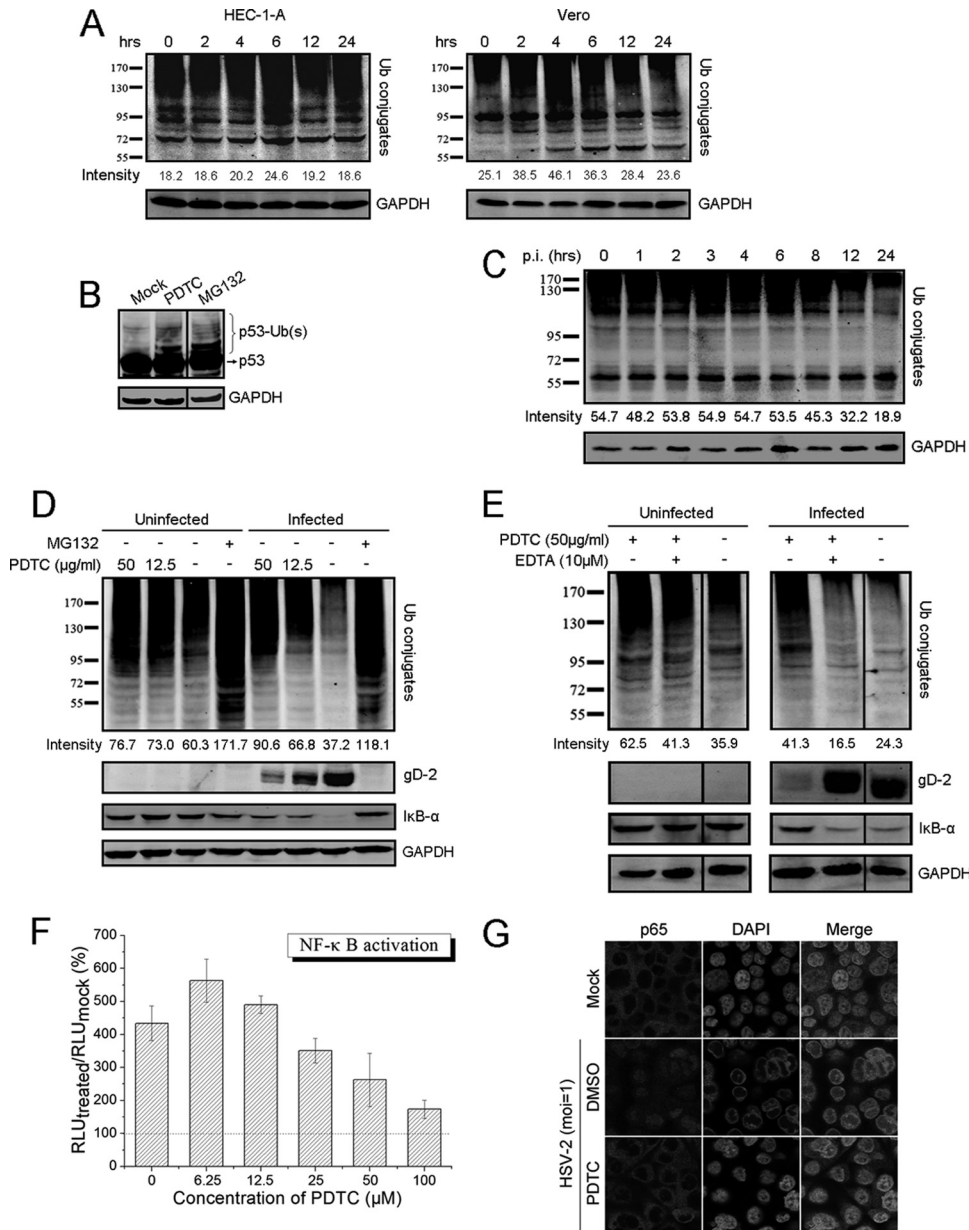 A
HEC-1-A
hrs 0 2 4 6 12 24
170
130
95
72
55
Ub conjugates
Intensity 18.2 18.6 20.2 24.6 19.2 18.6
GAPDH
Vero
hrs 0 2 4 6 12 24
170
130
95
72
55
Ub conjugates
25.1 38.5 46.1 36.3 28.4 23.6
GAPDH
B
Mock PDTC MG132
p53-Ub(s)
p53
GAPDH
C
p.i. (hrs) 0 1 2 3 4 6 8 12 24
170
130
95
72
55
Ub conjugates
Intensity 54.7 48.2 53.8 54.9 54.7 53.5 45.3 32.2 18.9
GAPDH
D
Uninfected Infected
MG132 - - - + - - - +
PDTC (μg/ml) 50 12.5 - - 50 12.5 - -
170
130
95
72
55
Ub conjugates
Intensity 76.7 73.0 60.3 171.7 90.6 66.8 37.2 118.1
gD-2
IκB-α
GAPDH
E
Uninfected Infected
PDTC (50μg/ml) + + - + + -
EDTA (10μM) - + - - + -
170
130
95
72
55
Ub conjugates
Intensity 62.5 41.3 35.9 41.3 16.5 24.3
gD-2
IκB-α
GAPDH
F
NF-κ B activation
RLUtreated/RLUmock (%)
700
600
500
400
300
200
100
0
0 6.25 12.5 25 50 100
Concentration of PDTC (μM)
G
p65 DAPI Merge
Mock
HSV-2 (moi=1)
DMSO
PDTC